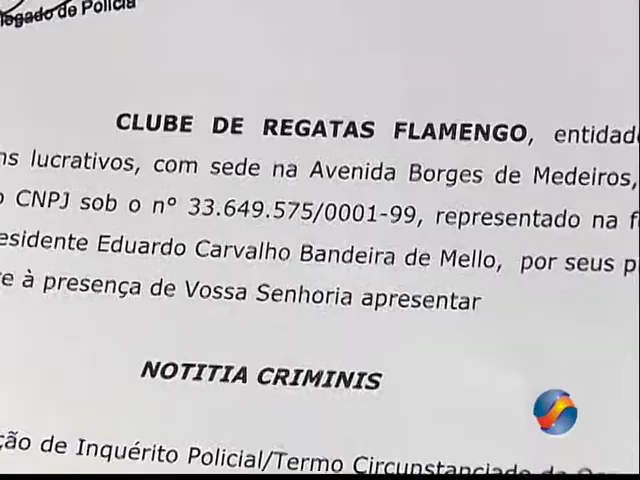 legado de Polícia
CLUBE DE REGATAS FLAMENGO, entidade
ns lucrativos, com sede na Avenida Borges de Medeiros,
o CNPJ sob o nº 33.649.575/0001-99, representado na f
esidente Eduardo Carvalho Bandeira de Mello, por seus p
e à presença de Vossa Senhoria apresentar
NOTITIA CRIMINIS
ção de Inquérito Policial/Termo Circunstanciado de